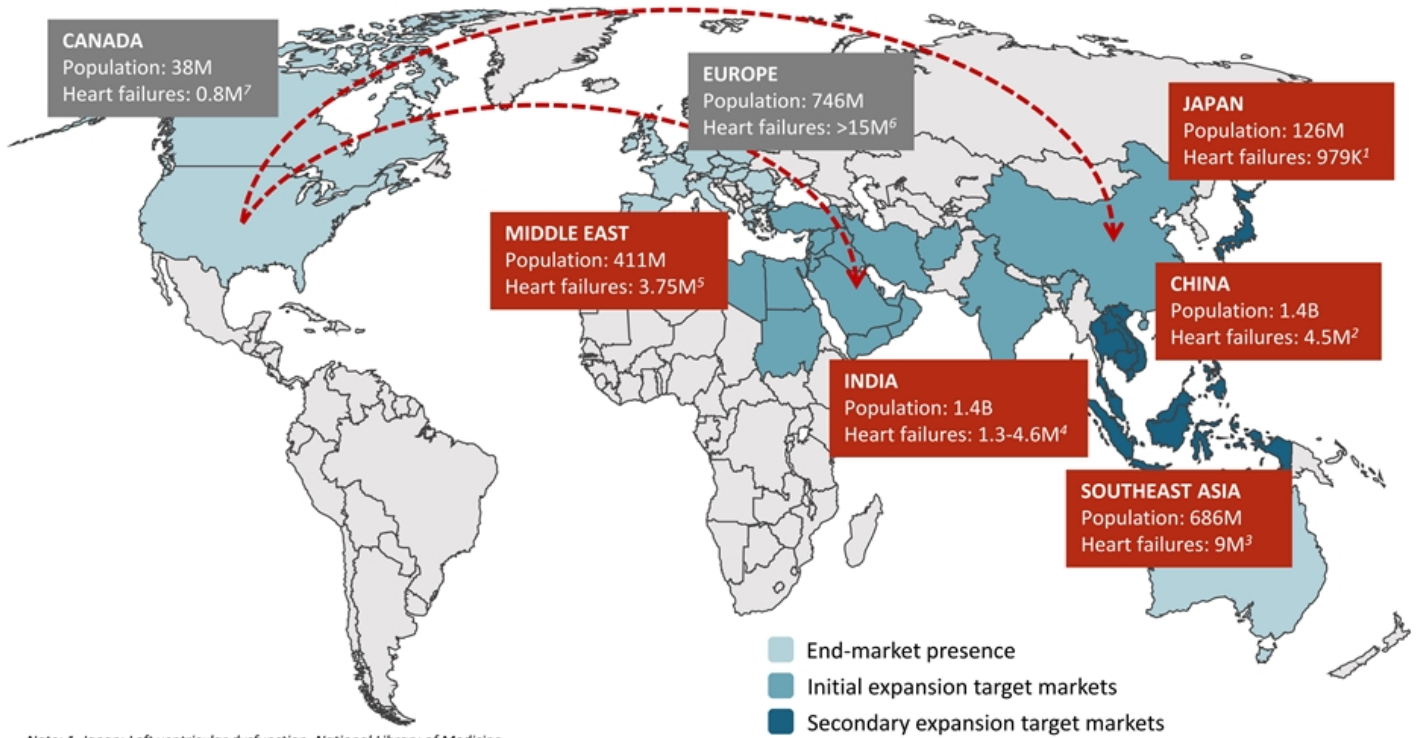 CANADA
Population: 38M
Heart failures: 0.8M7
EUROPE
Population: 746M
Heart failures: >15M6
JAPAN
Population: 126M
Heart failures: 979K1
MIDDLE EAST
Population: 411M
Heart failures: 3.75M5
CHINA
Population: 1.4B
Heart failures: 4.5M2
INDIA
Population: 1.4B
Heart failures: 1.3-4.6M4
SOUTHEAST ASIA
Population: 686M
Heart failures: 9M3
End-market presence
Initial expansion target markets
Secondary expansion target markets